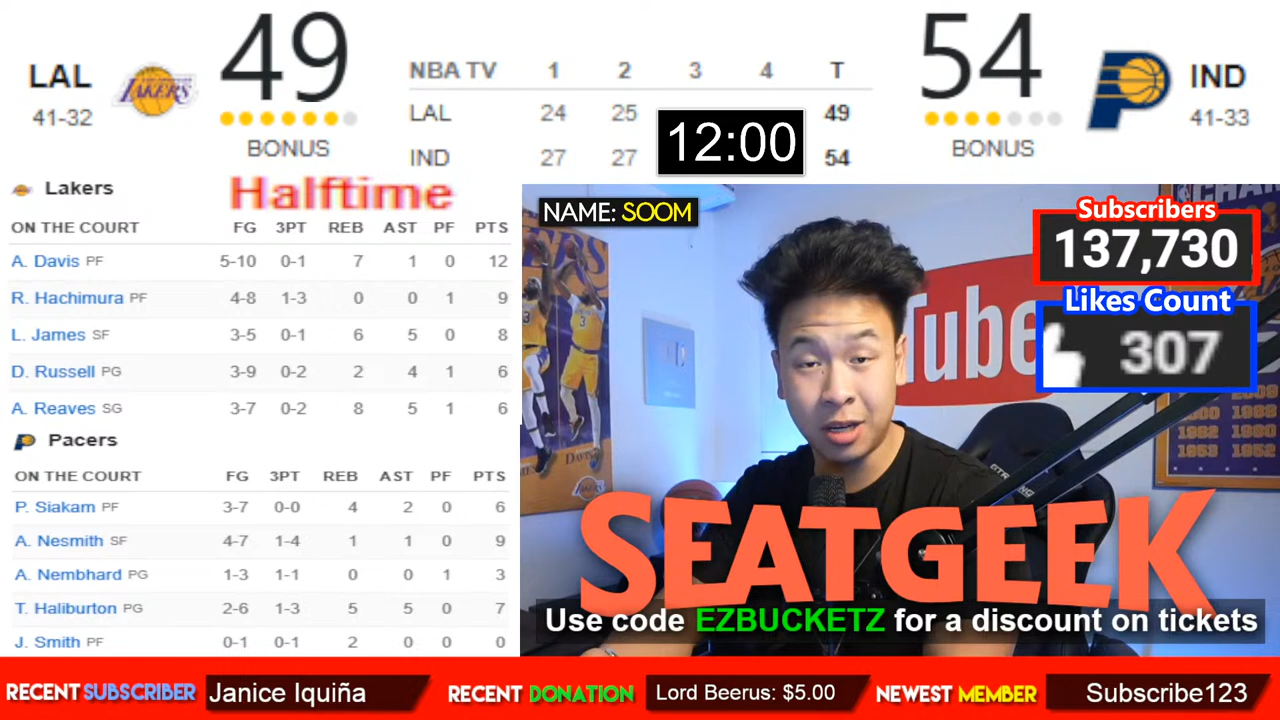 LAL
LAKERS
41-32
49
BONUS
NBA TV 1 2 3 4 T
LAL 24 25 49
IND 27 27 54
12:00
54
BONUS
IND
41-33
Lakers
Halftime
ON THE COURT FG 3PT REB AST PF PTS
A. Davis PF 5-10 0-1 7 1 0 12
R. Hachimura PF 4-8 1-3 0 0 1 9
L. James SF 3-5 0-1 6 5 0 8
D. Russell PG 3-9 0-2 2 4 1 6
A. Reaves SG 3-7 0-2 8 5 1 6
Pacers
ON THE COURT FG 3PT REB AST PF PTS
P. Siakam PF 3-7 0-0 4 2 0 6
A. Nesmith SF 4-7 1-4 1 1 0 9
A. Nembhard PG 1-3 1-1 0 0 1 3
T. Haliburton PG 2-6 1-3 5 5 0 7
J. Smith PF 0-1 0-1 2 0 0 0
NAME: SOOM
Subscribers
137,730
Likes Count
307
Tube
SEATGEEK
Use code EZBUCKETZ for a discount on tickets
RECENT SUBSCRIBER Janice Iquiña
RECENT DONATION Lord Beerus: $5.00
NEWEST MEMBER Subscribe123